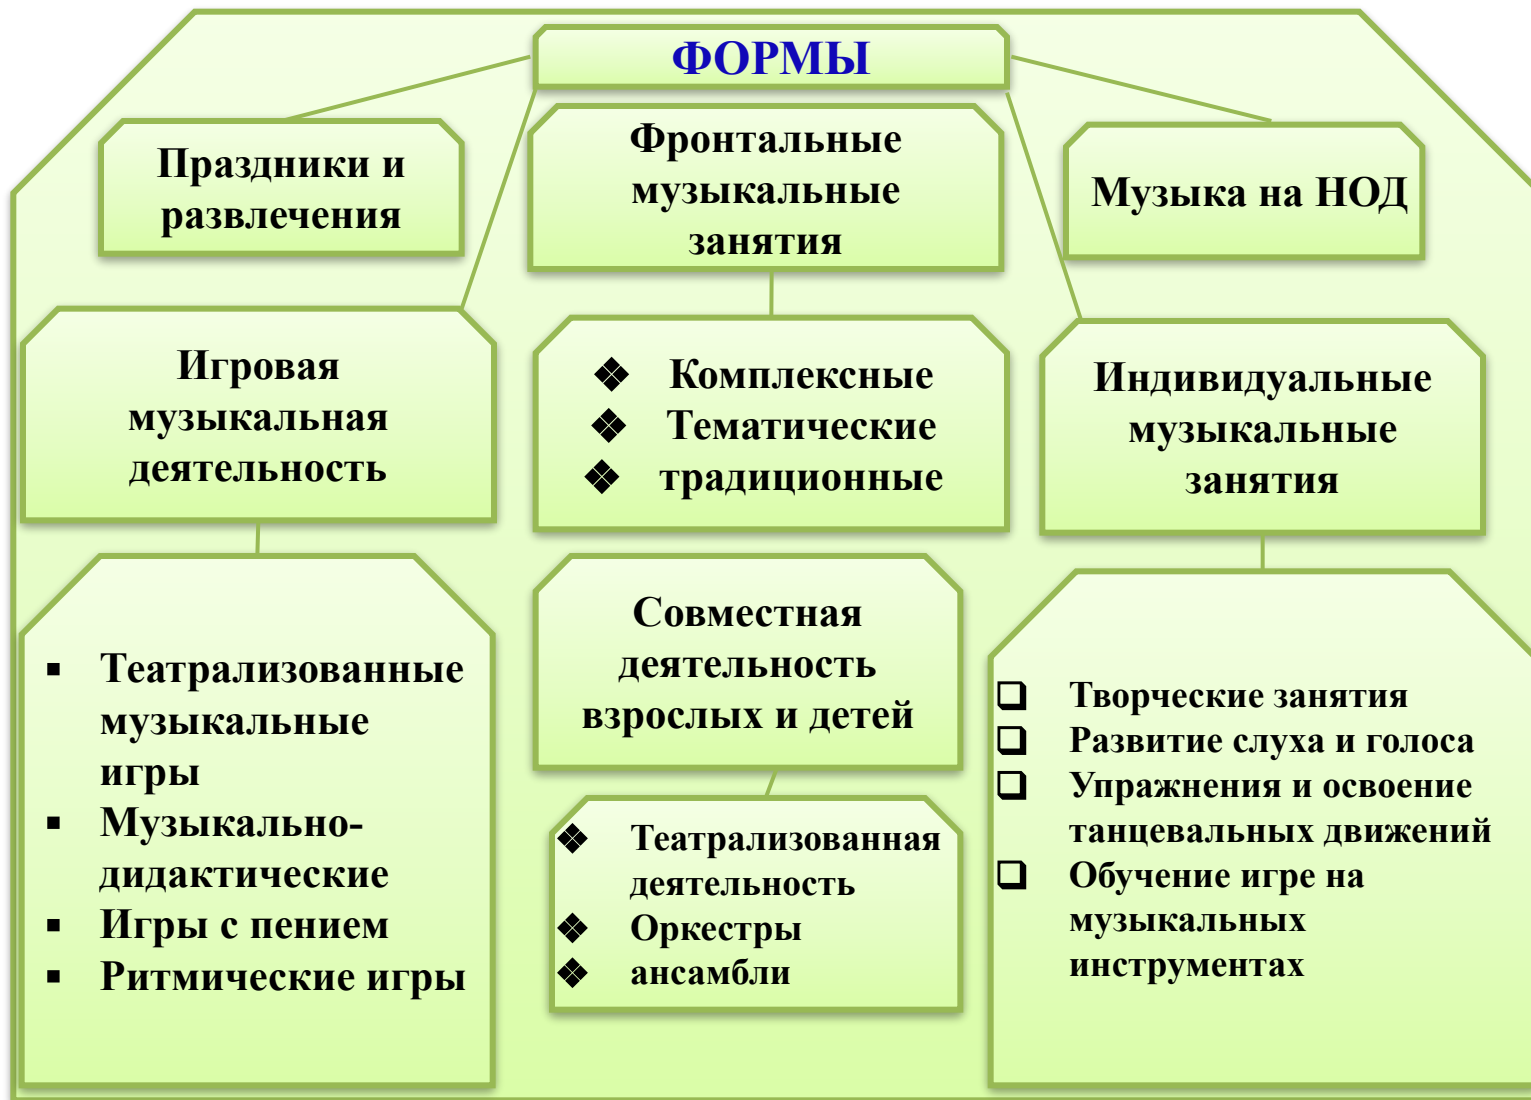 ФОРМЫ
Праздники и
развлечения
Фронтальные
музыкальные
занятия
Музыка на НОД
Игровая
музыкальная
деятельность
❖ Комплексные
❖ Тематические
❖ традиционные
Индивидуальные
музыкальные
занятия
▪ Театрализованные
музыкальные
игры
▪ Музыкально-
дидактические
▪ Игры с пением
▪ Ритмические игры
Совместная
деятельность
взрослых и детей
❖ Театрализованная
деятельность
❖ Оркестры
❖ ансамбли
❑ Творческие занятия
❑ Развитие слуха и голоса
❑ Упражнения и освоение
танцевальных движений
❑ Обучение игре на
музыкальных
инструментах